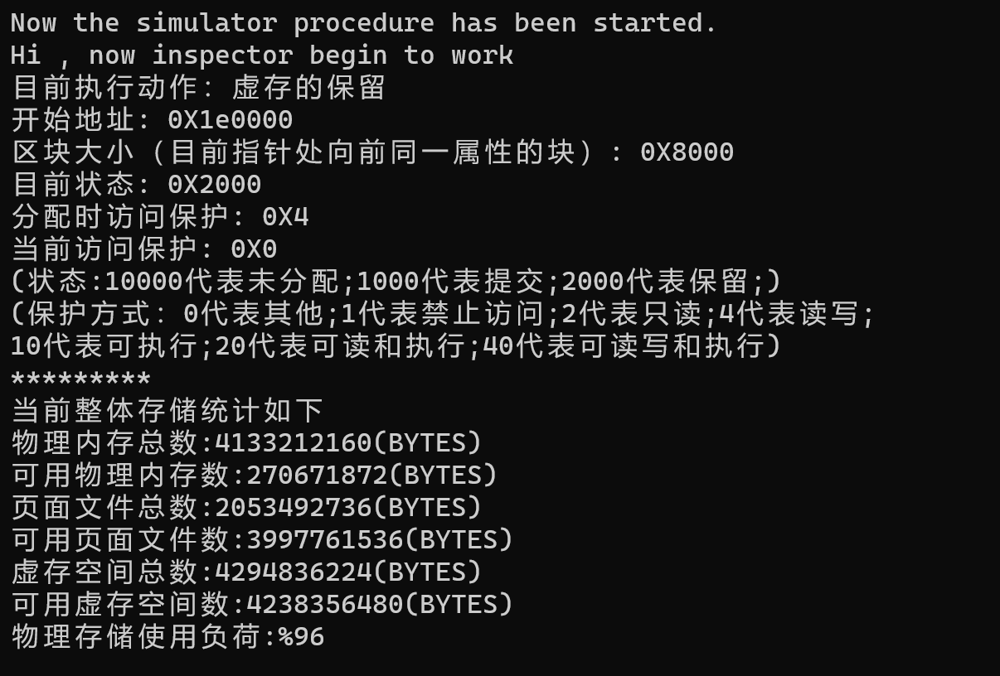 Now the simulator procedure has been started.
Hi , now inspector begin to work
目前执行动作: 虚存的保留
开始地址: 0X1e0000
区块大小 (目前指针处向前同一属性的块) : 0X8000
目前状态: 0X2000
分配时访问保护: 0X4
当前访问保护: 0X0
(状态:10000代表未分配;1000代表提交;2000代表保留;)
(保护方式: 0代表其他;1代表禁止访问;2代表只读;4代表读写;
10代表可执行;20代表可读和执行;40代表可读写和执行)
*********
当前整体存储统计如下
物理内存总数:4133212160(BYTES)
可用物理内存数:270671872(BYTES)
页面文件总数:2053492736(BYTES)
可用页面文件数:3997761536(BYTES)
虚存空间总数:4294836224(BYTES)
可用虚存空间数:4238356480(BYTES)
物理存储使用负荷:%96